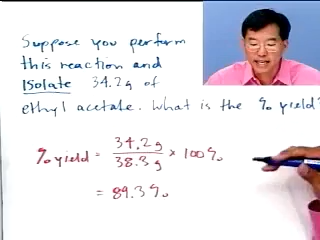 Suppose you perform
this reaction and
Isolate 34.2g of
ethyl acetate. What is the % yield?
% yield = 34.2g / 38.3g × 100%
= 89.3%